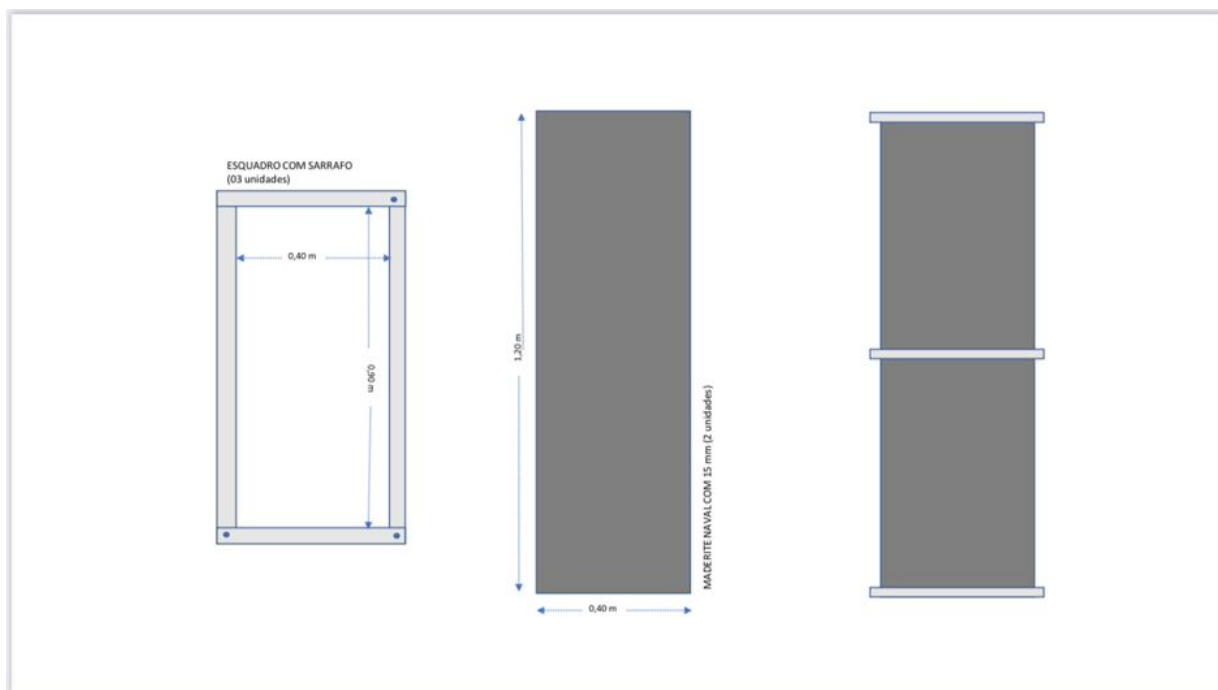 ESQUADRO COM SARRAFO
(03 unidades)
0,40 m
0,90 m
1,20 m
0,40 m
MADERITE NAVAL COM 15 mm (2 unidades)